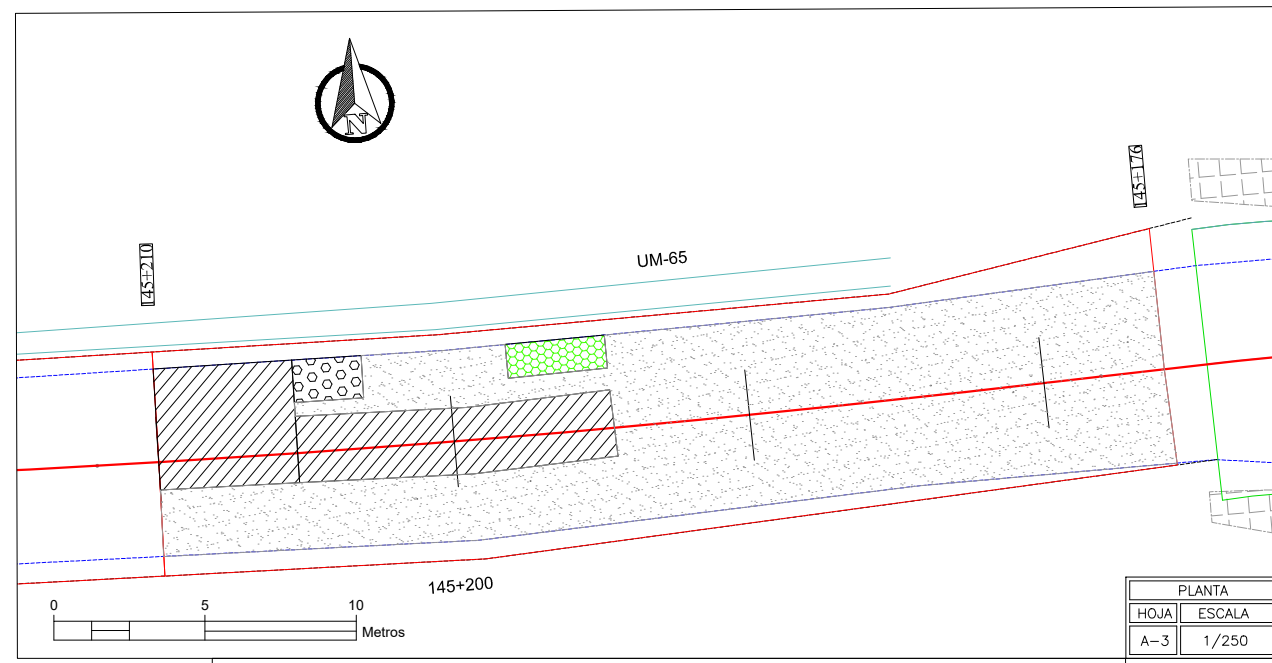 N
145+176
145+210
UM-65
145+200
0 5 10
Metros
PLANTA
HOJA ESCALA
A-3 1/250